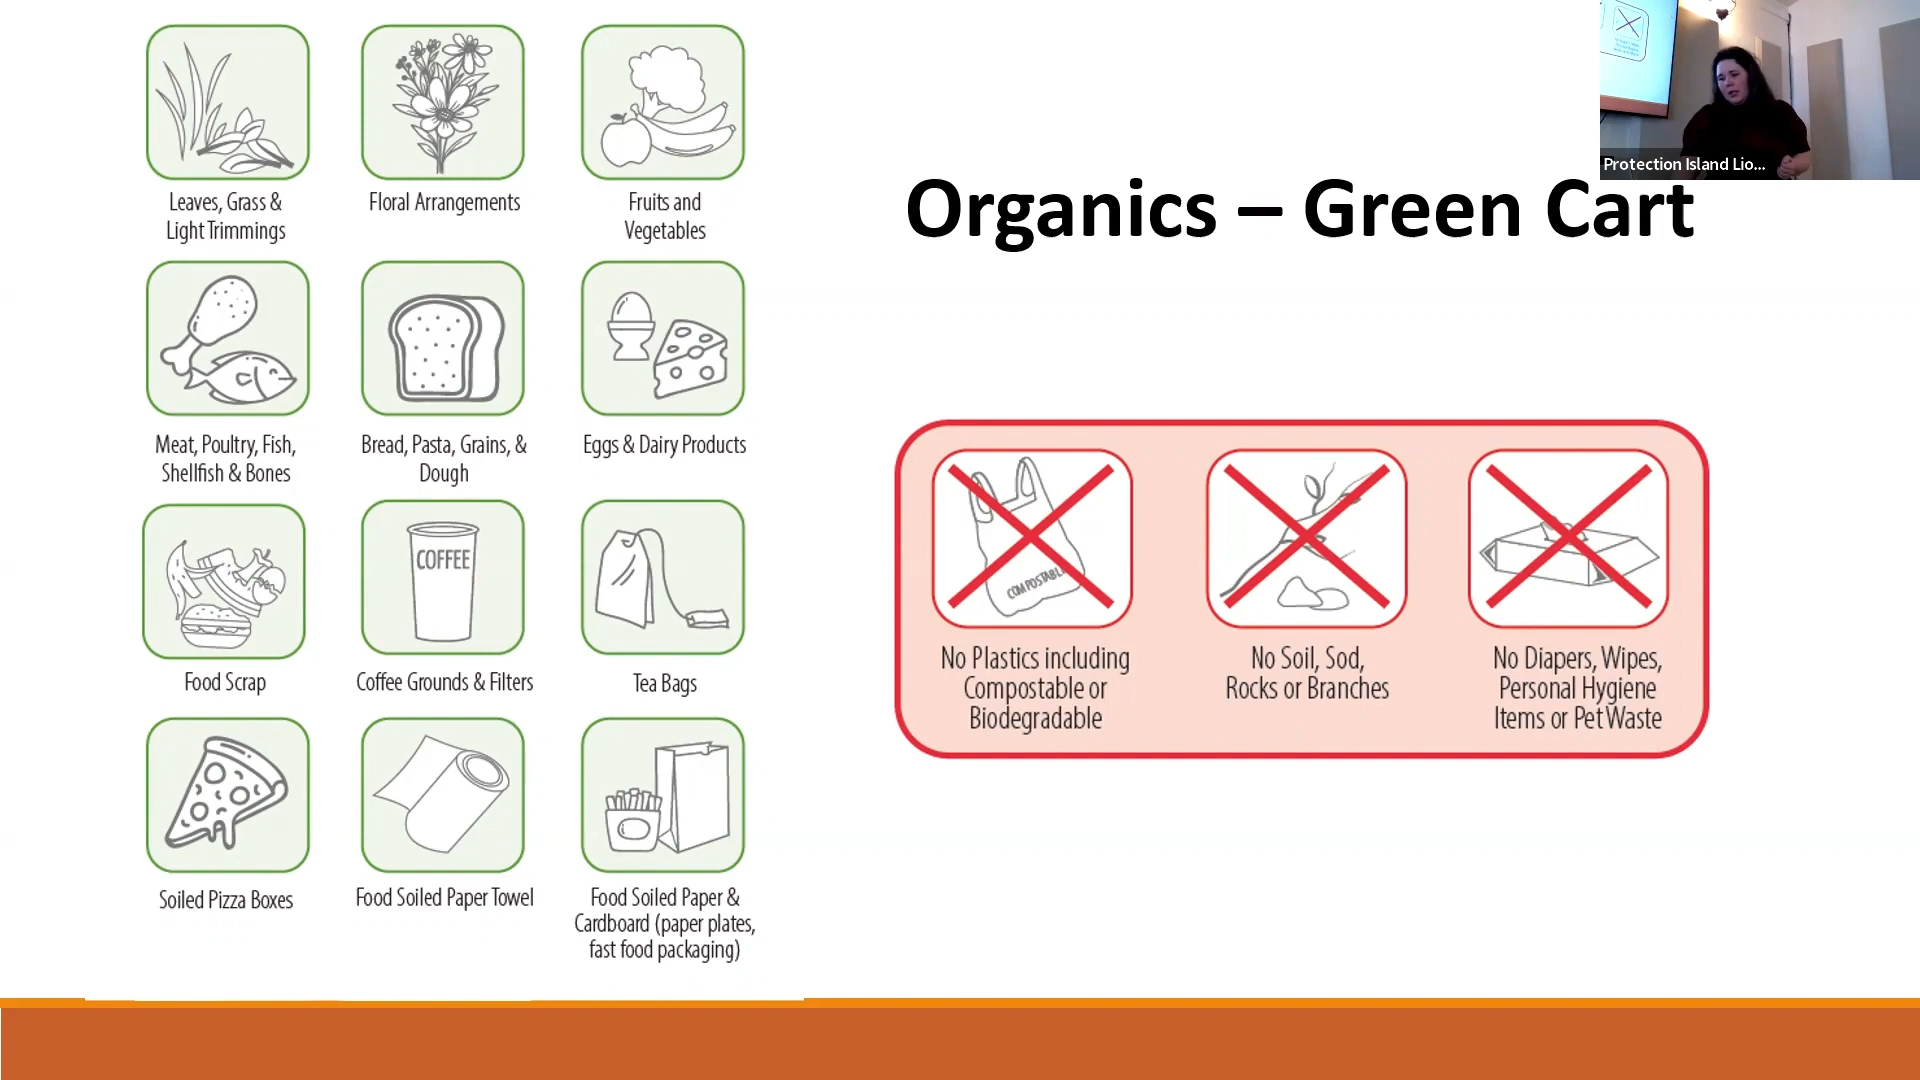 Protection Island Lio...
Organics – Green Cart
Leaves, Grass &
Light Trimmings
Floral Arrangements
Fruits and
Vegetables
Meat, Poultry, Fish,
Shellfish & Bones
Bread, Pasta, Grains, &
Dough
Eggs & Dairy Products
Food Scrap
COFFEE
Coffee Grounds & Filters
Tea Bags
Soiled Pizza Boxes
Food Soiled Paper Towel
Food Soiled Paper &
Cardboard (paper plates,
fast food packaging)
COMPOSTABL
No Plastics including
Compostable or
Biodegradable
No Soil, Sod,
Rocks or Branches
No Diapers, Wipes,
Personal Hygiene
Items or Pet Waste